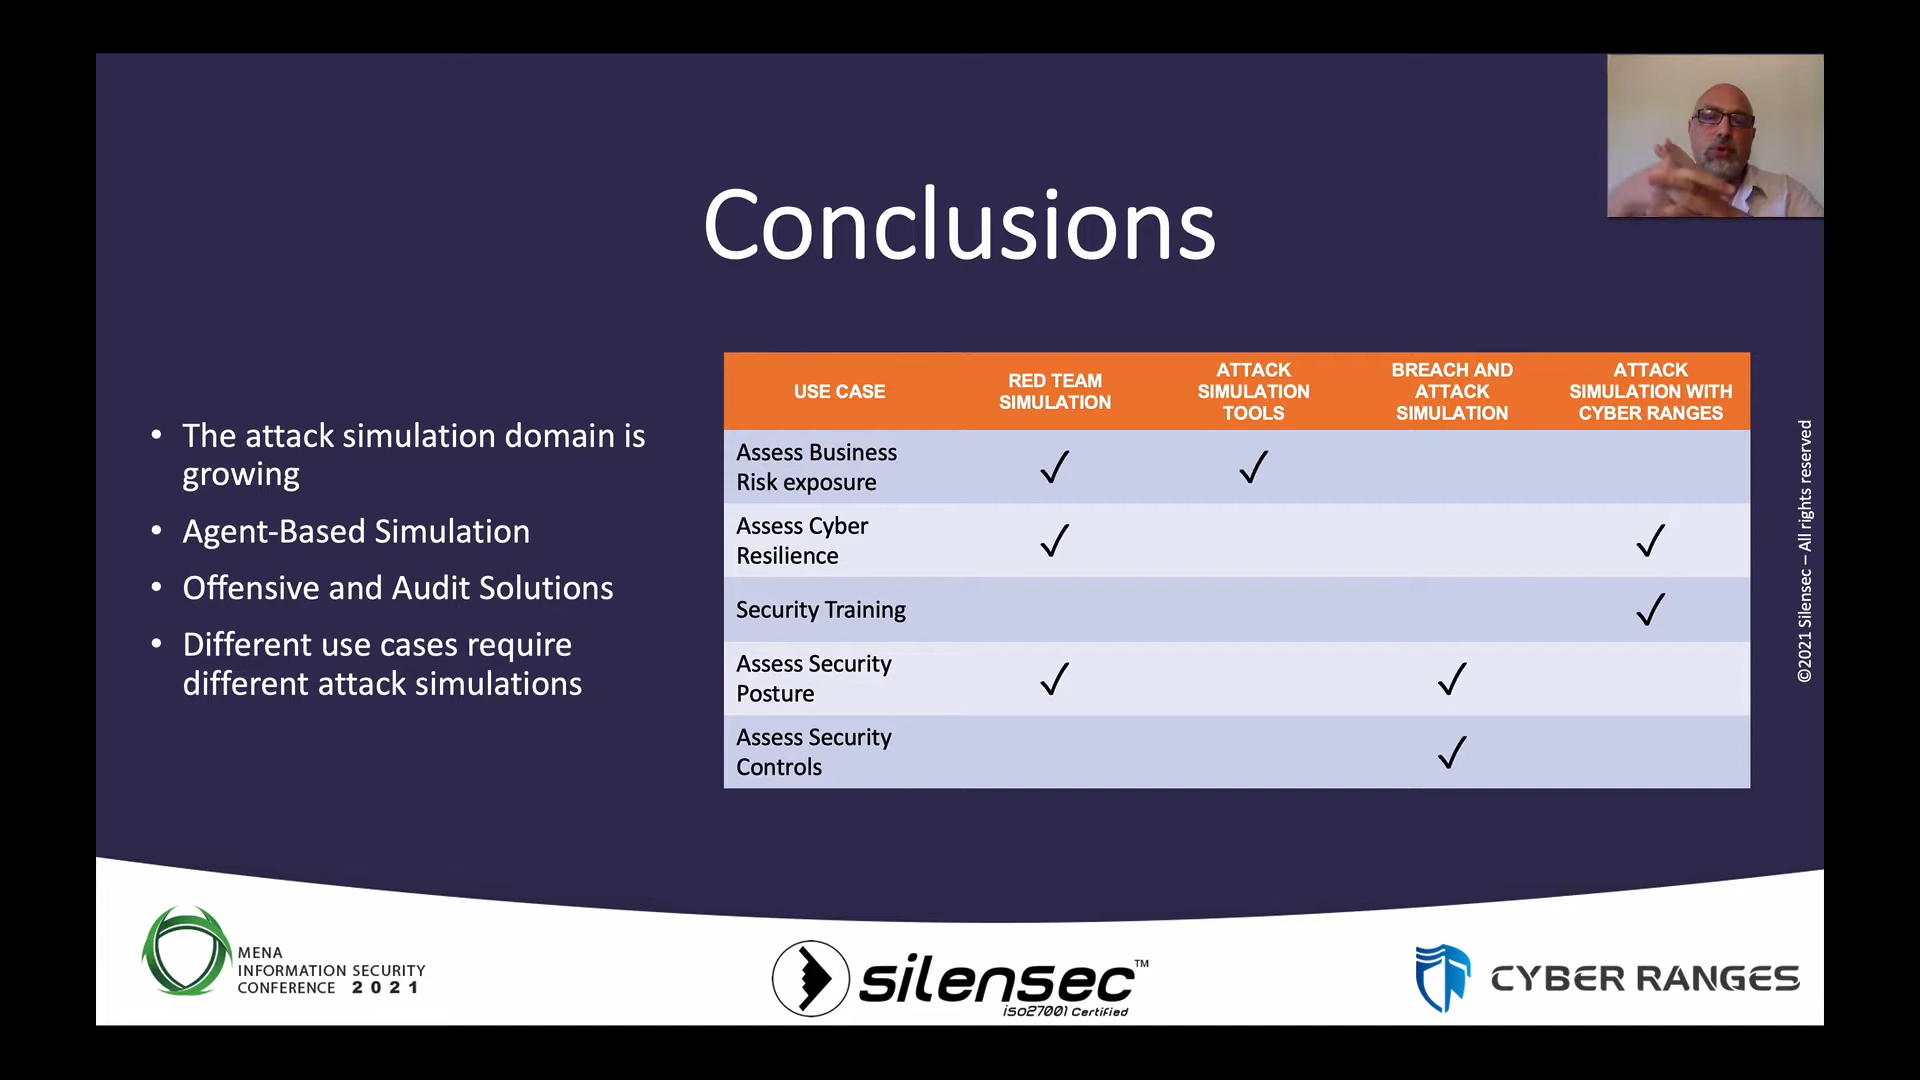 Conclusions
• The attack simulation domain is
growing
• Agent-Based Simulation
• Offensive and Audit Solutions
• Different use cases require
different attack simulations
USE CASE
RED TEAM
SIMULATION
ATTACK
SIMULATION
TOOLS
BREACH AND
ATTACK
SIMULATION
ATTACK
SIMULATION WITH
CYBER RANGES
Assess Business
Risk exposure
✓ ✓
Assess Cyber
Resilience
✓ ✓
Security Training
✓
Assess Security
Posture
✓ ✓
Assess Security
Controls
✓
©2021 Silensec – All rights reserved
MENA
INFORMATION SECURITY
CONFERENCE 2021
silensec™
iso27001 Certified
CYBER RANGES